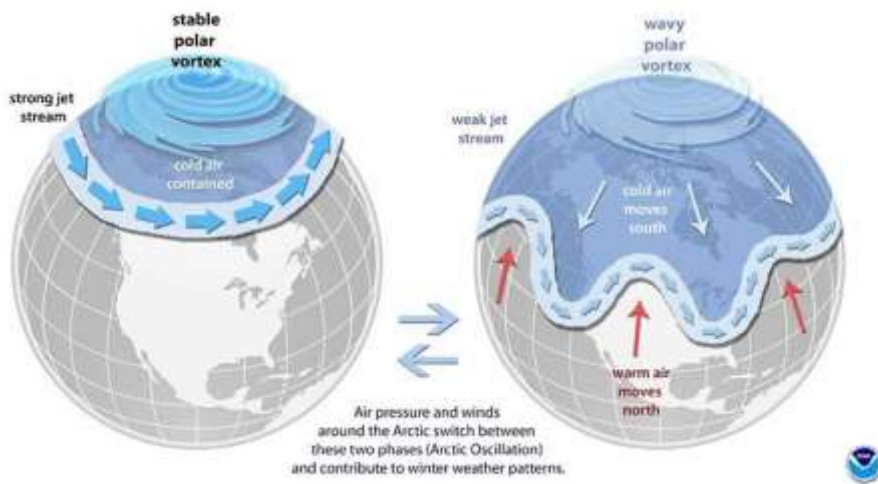 stable
polar
vortex
strong jet
stream
cold air
contained
wavy
polar
vortex
weak jet
stream
cold air
moves
south
warm air
moves
north
Air pressure and winds
around the Arctic switch between
these two phases (Arctic Oscillation)
and contribute to winter weather patterns.